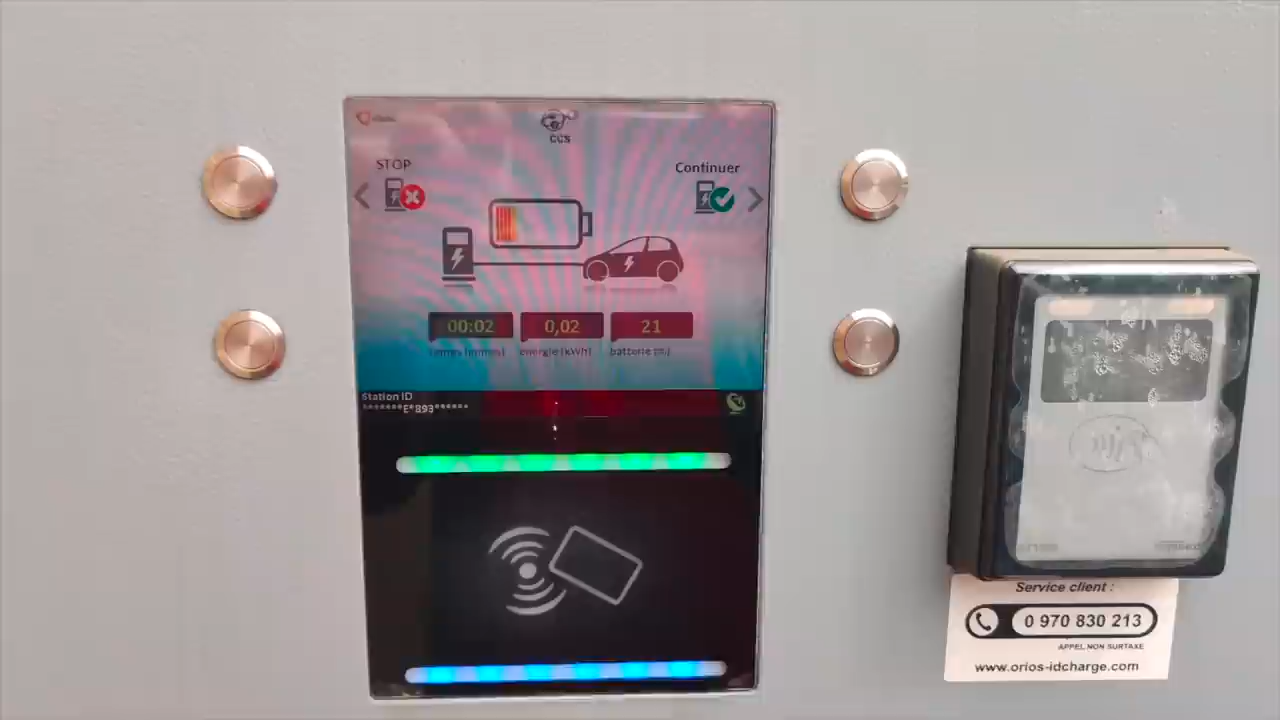 CCS
STOP
Continuer
00:02
0,02
21
temps (hh:mm)
énergie (kWh)
batterie (%)
Station ID
*******E*893******
Service client :
0 970 830 213
APPEL NON SURTAXE
www.orios-idcharge.com